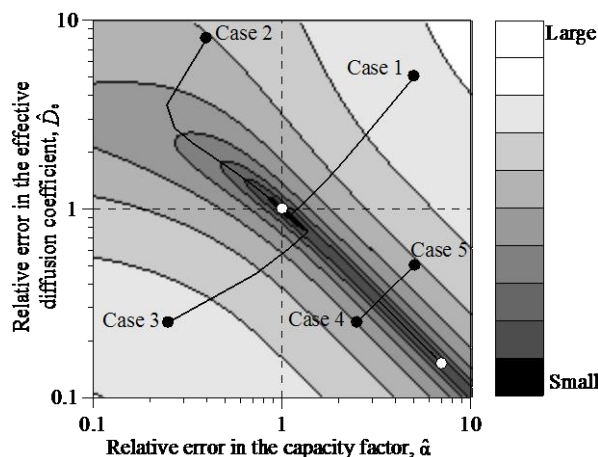 10
Case 2
Case 1
1
Case 5
Case 3
Case 4
0.1
0.1
1
10
Relative error in the effective
diffusion coefficient, D̂ₑ
Relative error in the capacity factor, α̂
Large
Small